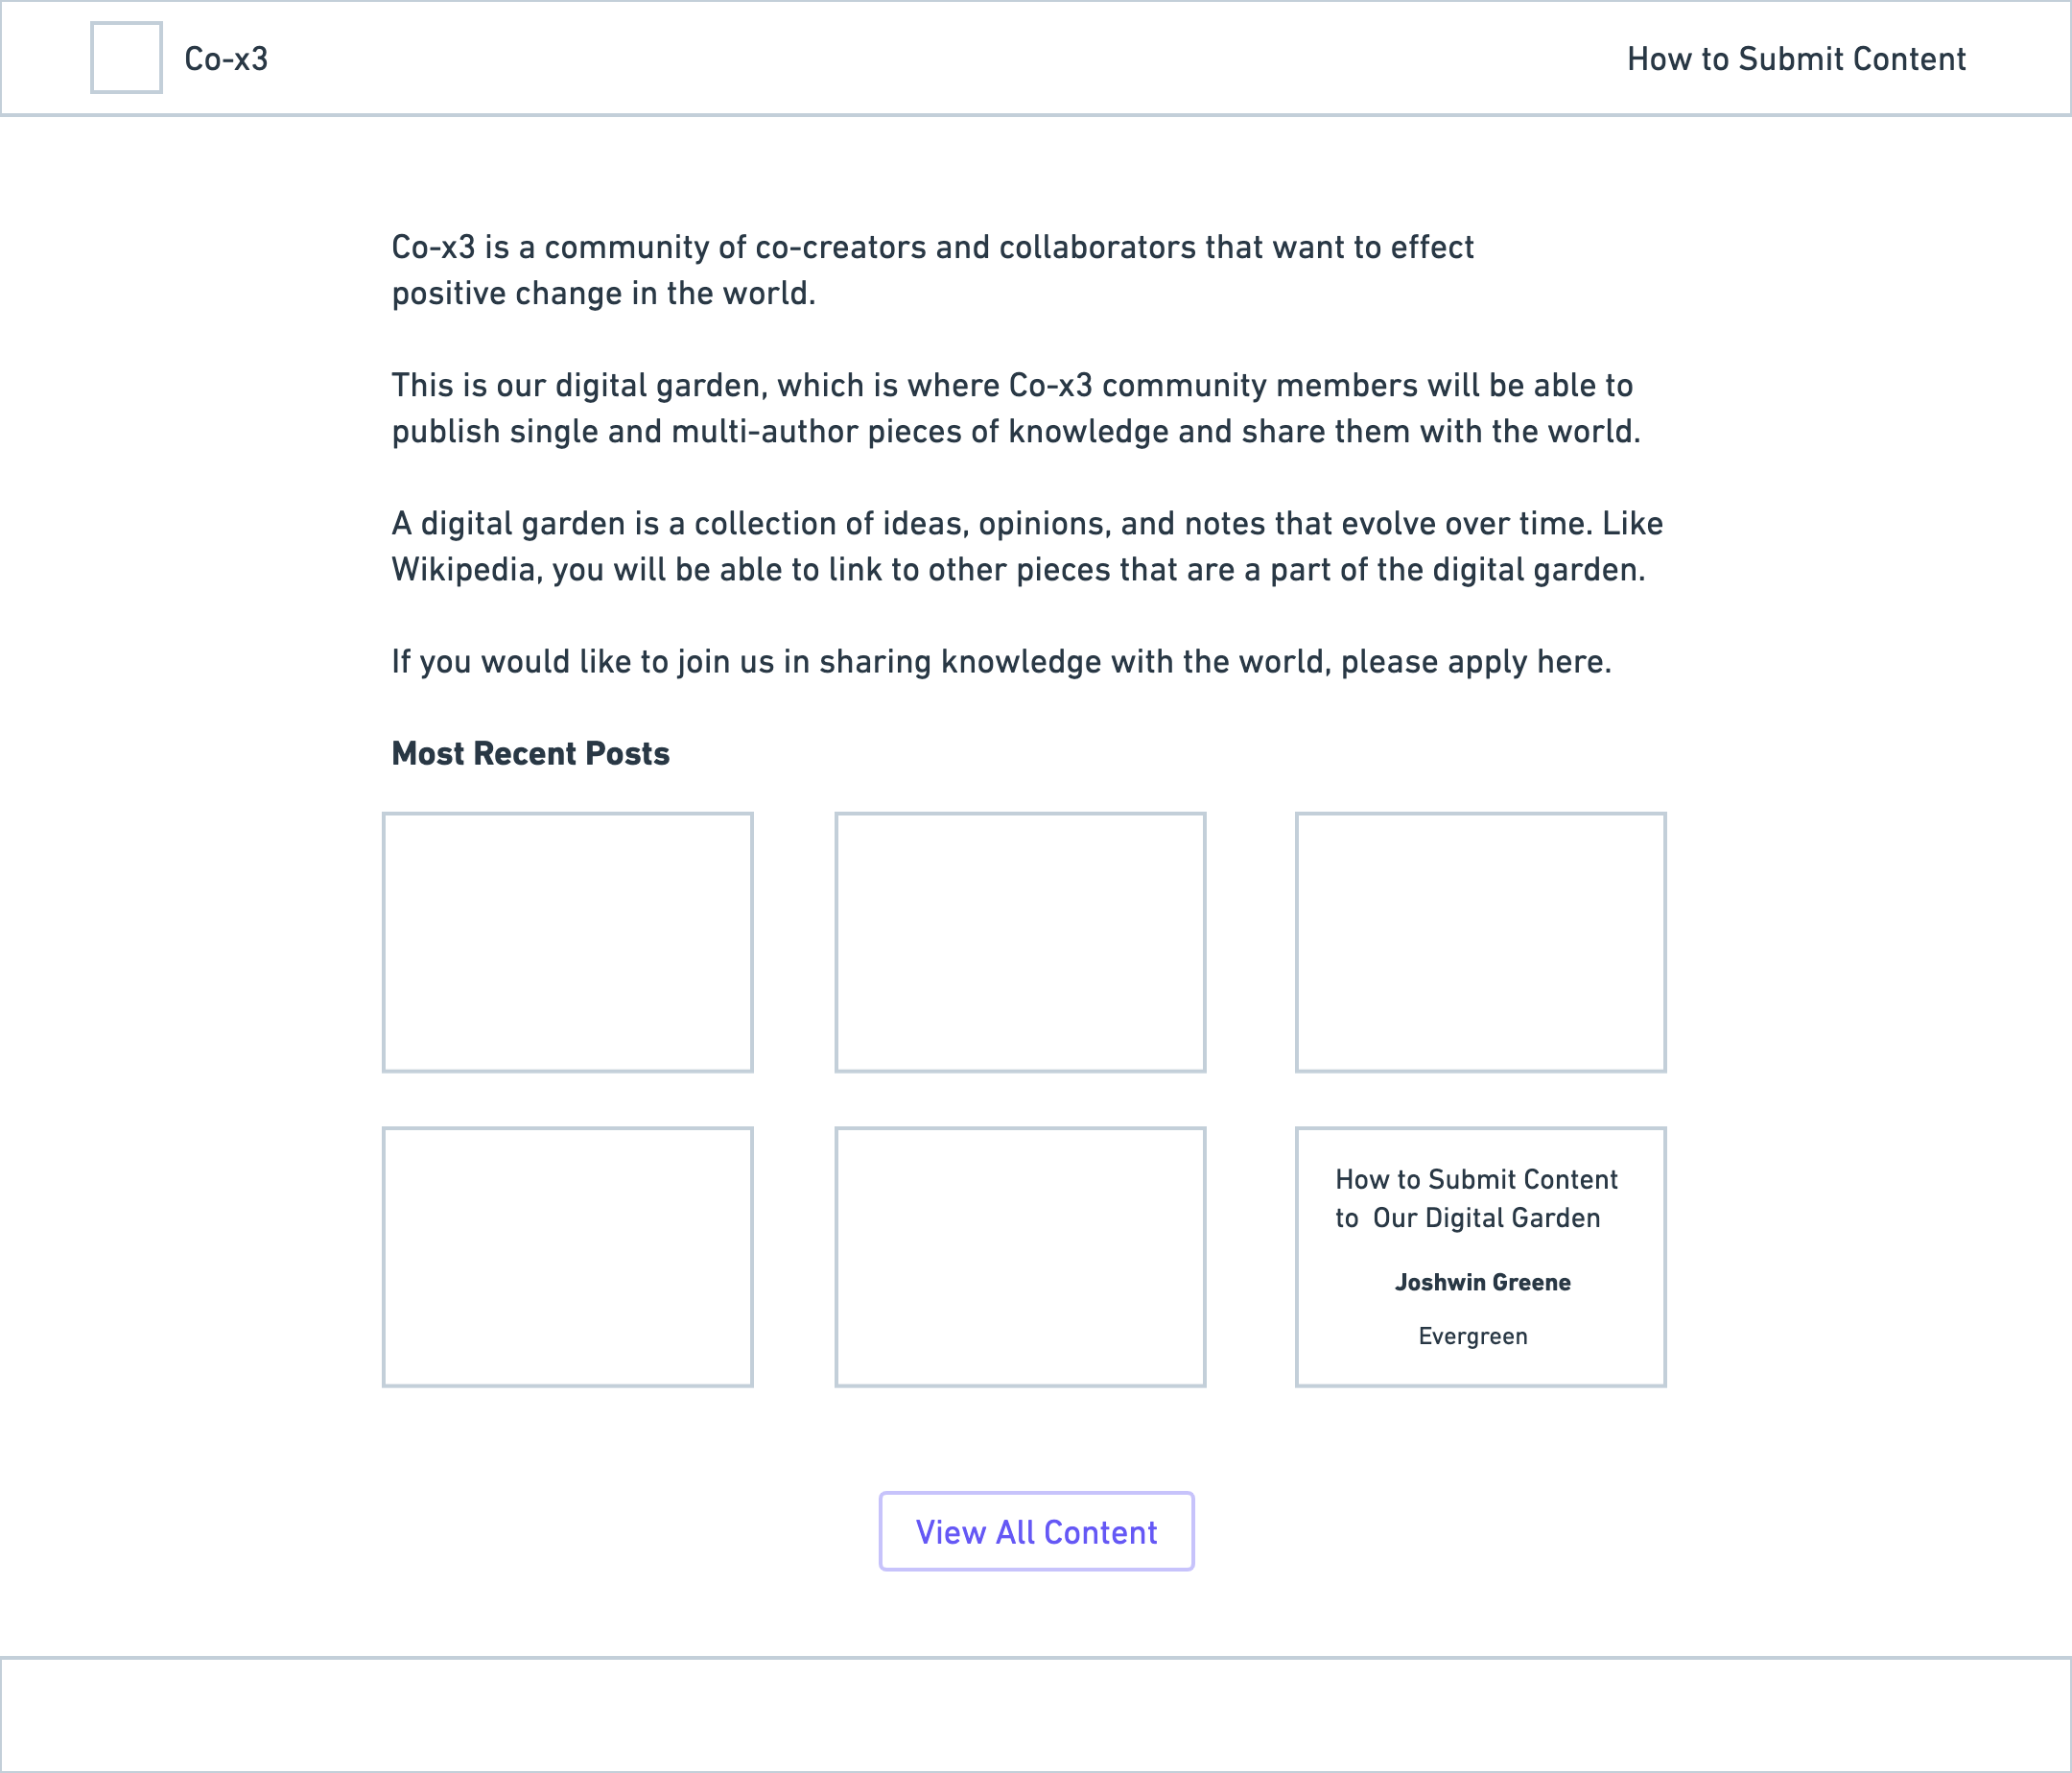 Co-x3
How to Submit Content
Co-x3 is a community of co-creators and collaborators that want to effect
positive change in the world.
This is our digital garden, which is where Co-x3 community members will be able to
publish single and multi-author pieces of knowledge and share them with the world.
A digital garden is a collection of ideas, opinions, and notes that evolve over time. Like
Wikipedia, you will be able to link to other pieces that are a part of the digital garden.
If you would like to join us in sharing knowledge with the world, please apply here.
Most Recent Posts
How to Submit Content
to  Our Digital Garden
Joshwin Greene
Evergreen
View All Content